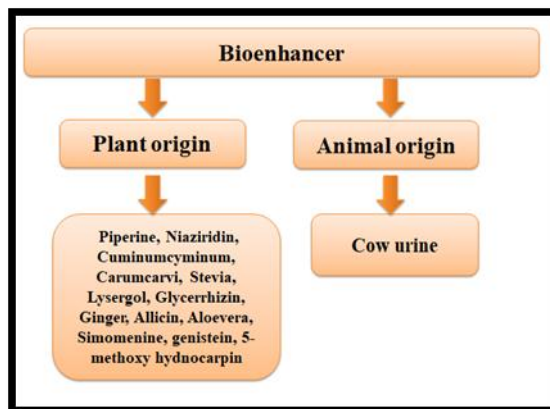 Bioenhancer
Plant origin
Animal origin
Piperine, Niaziridin,
Cuminumcyminum,
Carumcarvi, Stevia,
Lysergol, Glycerrhizin,
Ginger, Allicin, Aloevera,
Simomenine, genistein, 5-
methoxy hydnocarpin
Cow urine